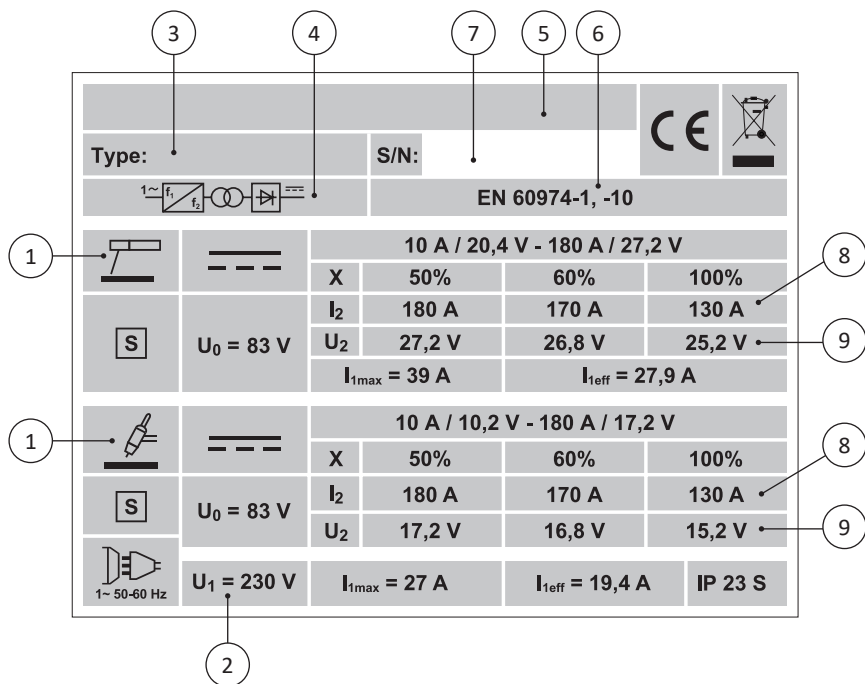 3 4 7 5 6
CE
Type: S/N:
1~ f1 f2 EN 60974-1, -10
1 10 A / 20,4 V - 180 A / 27,2 V 8
X 50% 60% 100%
I2 180 A 170 A 130 A
S U0 = 83 V U2 27,2 V 26,8 V 25,2 V 9
I1max = 39 A I1eff = 27,9 A
1 10 A / 10,2 V - 180 A / 17,2 V 8
X 50% 60% 100%
S U0 = 83 V I2 180 A 170 A 130 A
U2 17,2 V 16,8 V 15,2 V 9
1~ 50-60 Hz U1 = 230 V I1max = 27 A I1eff = 19,4 A IP 23 S
2